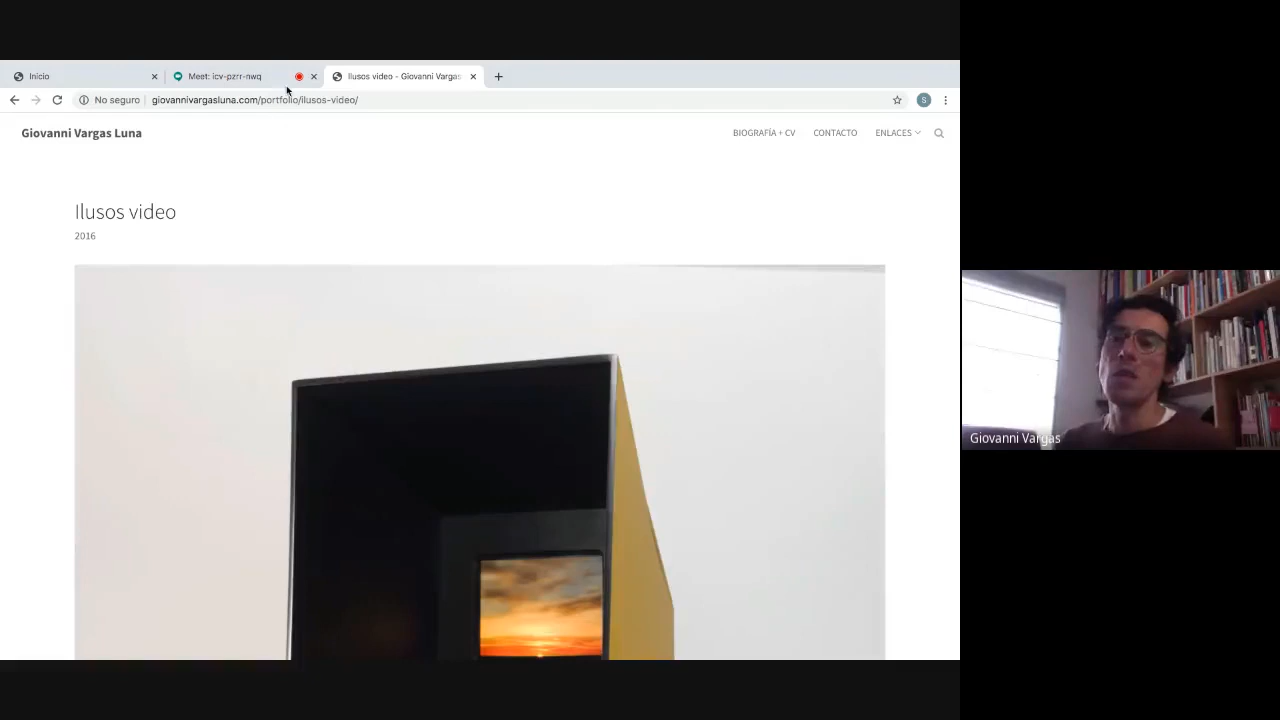 Inicio
Meet: icv-pzrr-nwq
Ilusos video - Giovanni Vargas
No seguro
giovannivargasluna.com/portfolio/ilusos-video/
S
Giovanni Vargas Luna
BIOGRAFÍA + CV
CONTACTO
ENLACES
Ilusos video
2016
Giovanni Vargas